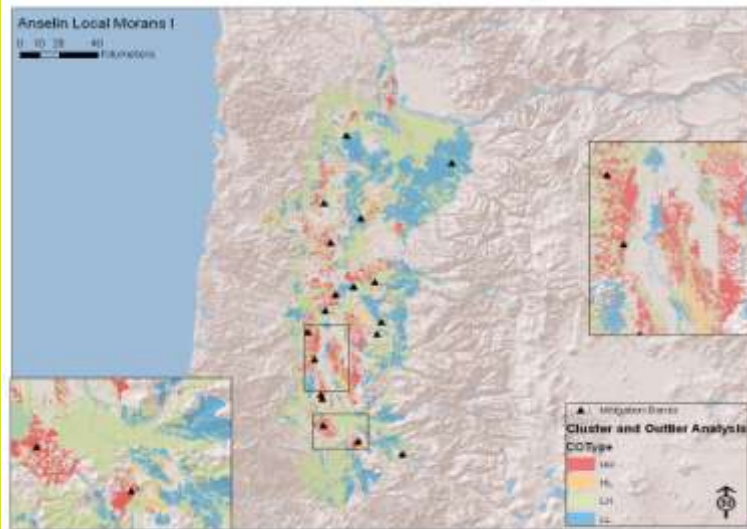 Anselin Local Morans I
0 10 20 40
Kilometers
Mitigation Banks
Cluster and Outlier Analysis
COType
HH
HL
LH
LL